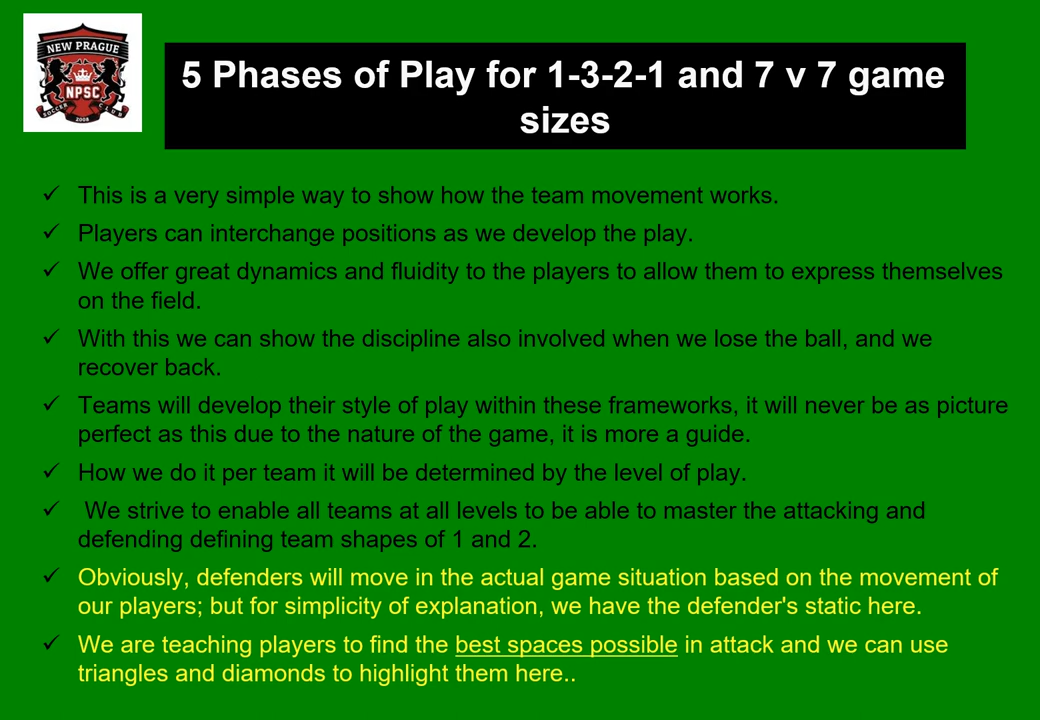 NEW PRAGUE
NPSC
SOCCER CLUB
2008
5 Phases of Play for 1-3-2-1 and 7 v 7 game
sizes
✓ This is a very simple way to show how the team movement works.
✓ Players can interchange positions as we develop the play.
✓ We offer great dynamics and fluidity to the players to allow them to express themselves
on the field.
✓ With this we can show the discipline also involved when we lose the ball, and we
recover back.
✓ Teams will develop their style of play within these frameworks, it will never be as picture
perfect as this due to the nature of the game, it is more a guide.
✓ How we do it per team it will be determined by the level of play.
✓ We strive to enable all teams at all levels to be able to master the attacking and
defending defining team shapes of 1 and 2.
✓ Obviously, defenders will move in the actual game situation based on the movement of
our players; but for simplicity of explanation, we have the defender's static here.
✓ We are teaching players to find the best spaces possible in attack and we can use
triangles and diamonds to highlight them here..